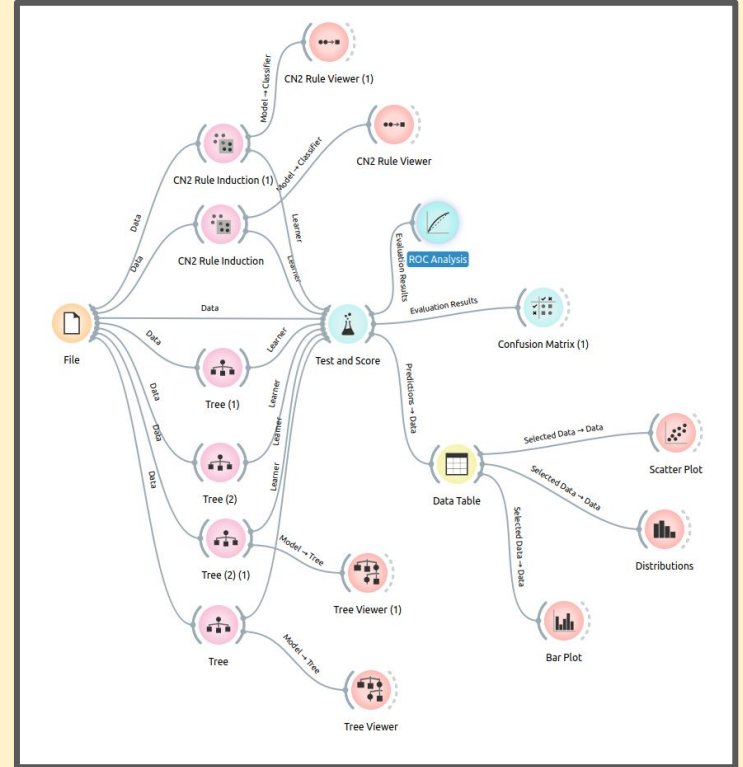 CN2 Rule Viewer (1)
Model → Classifier
CN2 Rule Viewer
Model → Classifier
CN2 Rule Induction (1)
Data
Learner
CN2 Rule Induction
Data
Learner
ROC Analysis
Evaluation Results
Data
Evaluation Results
File
Test and Score
Confusion Matrix (1)
Data
Learner
Tree (1)
Predictions → Data
Data
Learner
Selected Data → Data
Scatter Plot
Tree (2)
Data
Learner
Data Table
Selected Data → Data
Distributions
Data
Learner
Selected Data → Data
Tree (2) (1)
Model → Tree
Tree Viewer (1)
Bar Plot
Tree
Model → Tree
Tree Viewer